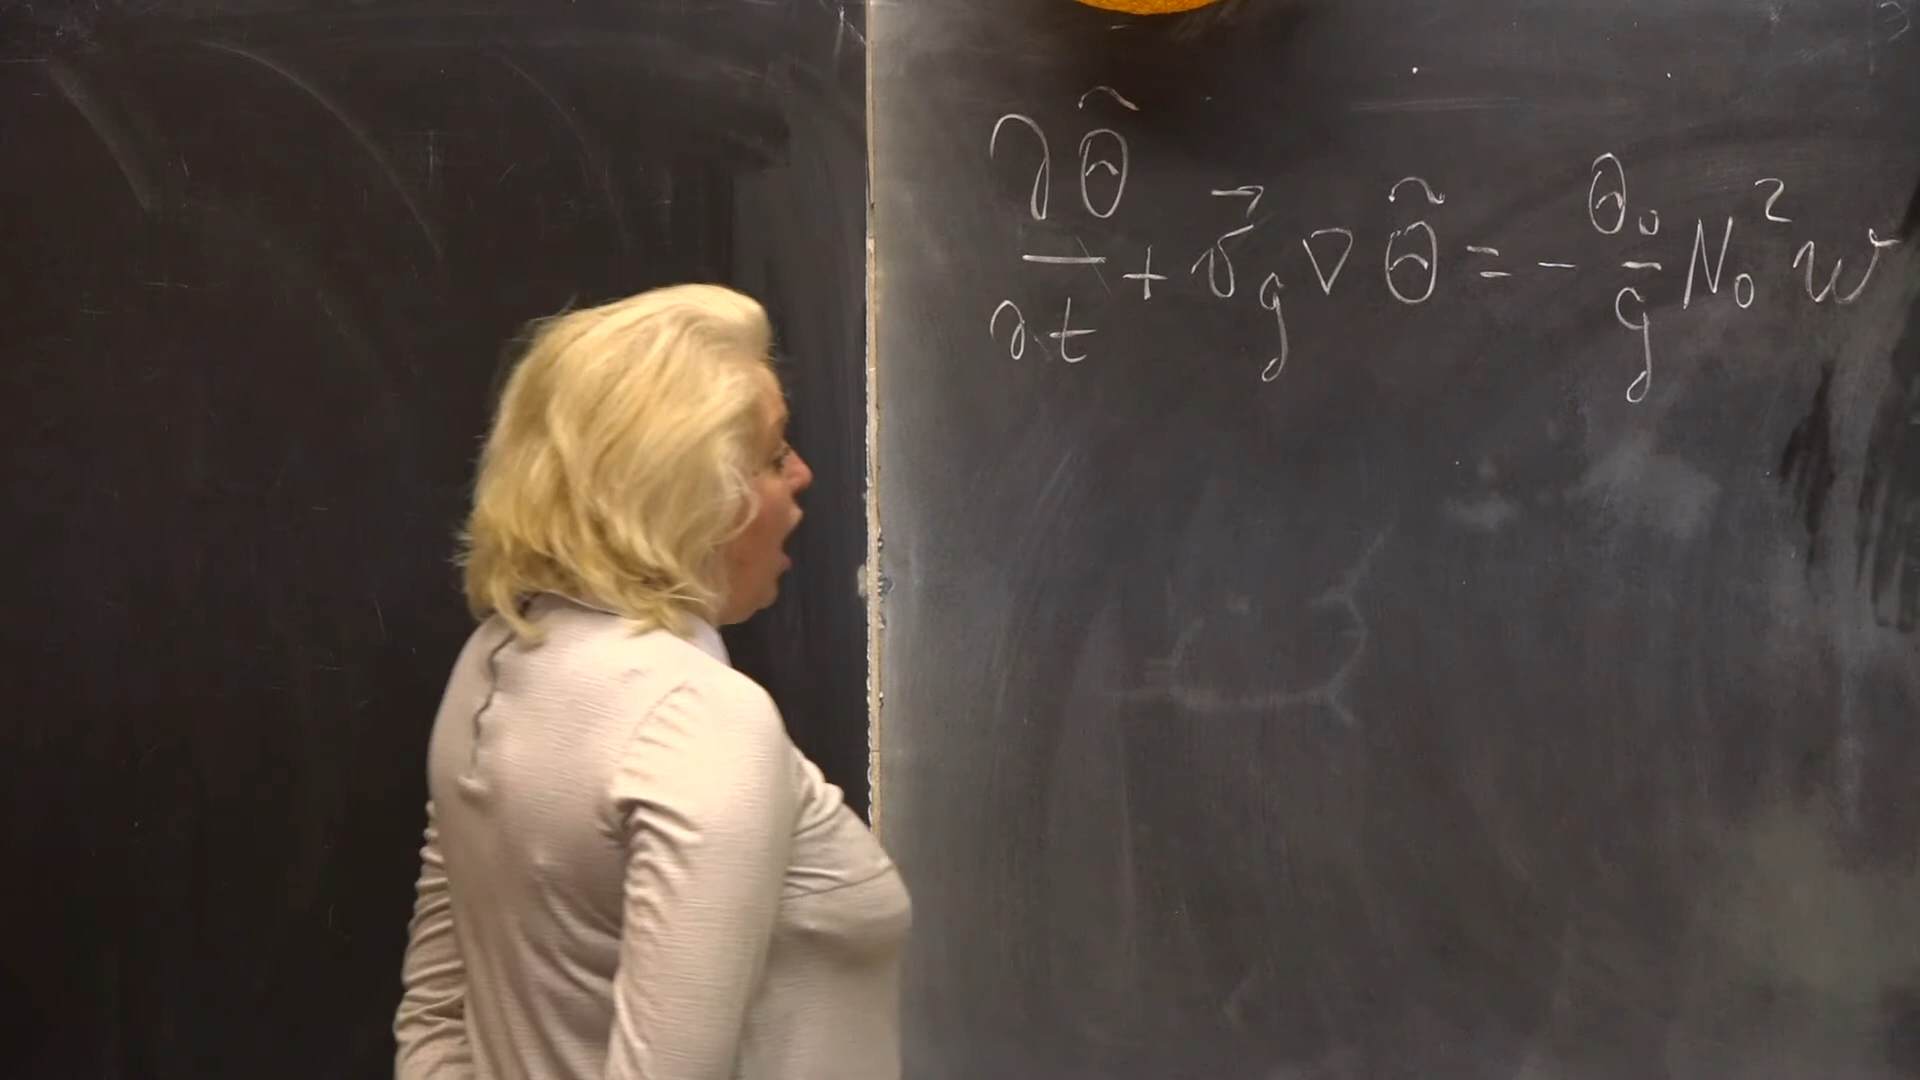 ∂Θ̃/∂t + v⃗_g ∇ Θ̃ = - Θ₀/g N₀² w